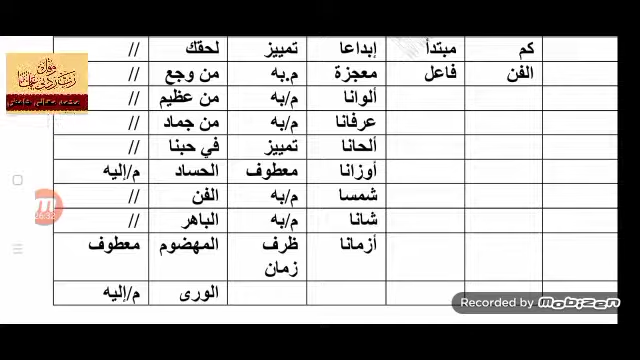 كم مبتدأ إبداعا تمييز لحقك //
الفن فاعل معجزة م.به من وجع //
ألوانا م/به من عظيم //
عرفانا م/به من جماد //
ألحانا تمييز في حبنا //
أوزانا معطوف الحساد م/إليه
شمسا م/به الفن //
شانا م/به الباهر //
أزمانا ظرف المهضوم معطوف
زمان
الورى م/إليه
Recorded by mobizen